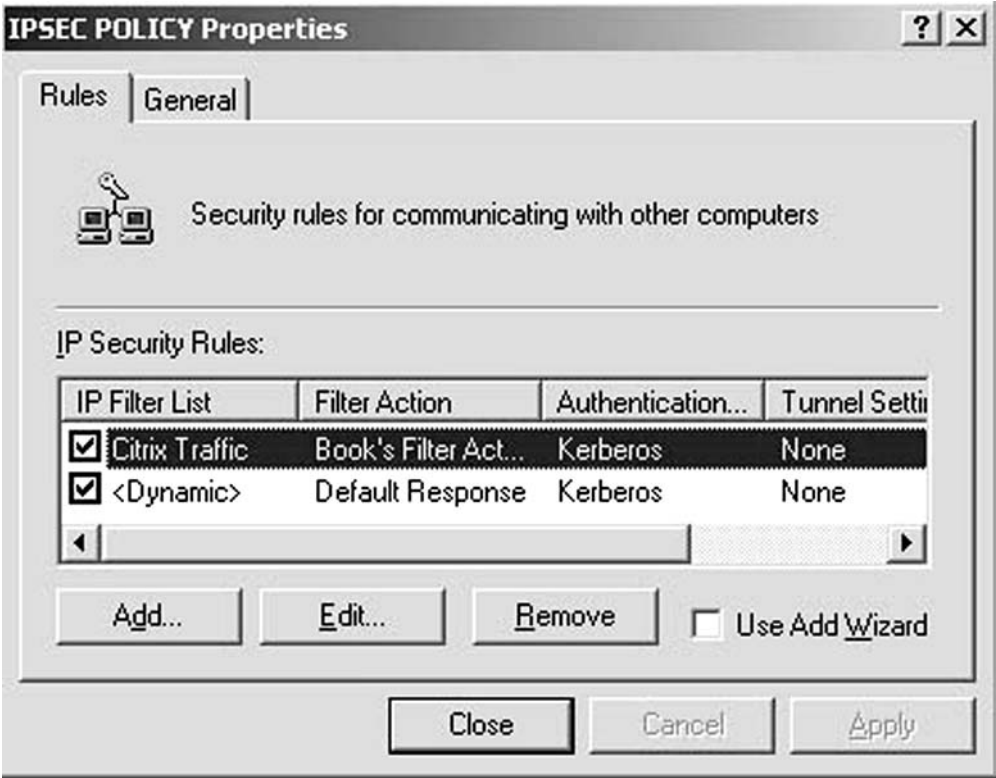 IPSEC POLICY Properties
Rules General
Security rules for communicating with other computers
IP Security Rules:
IP Filter List Filter Action Authentication... Tunnel Settin
Citrix Traffic Book's Filter Act... Kerberos None
<Dynamic> Default Response Kerberos None
Add... Edit... Remove Use Add Wizard
Close Cancel Apply